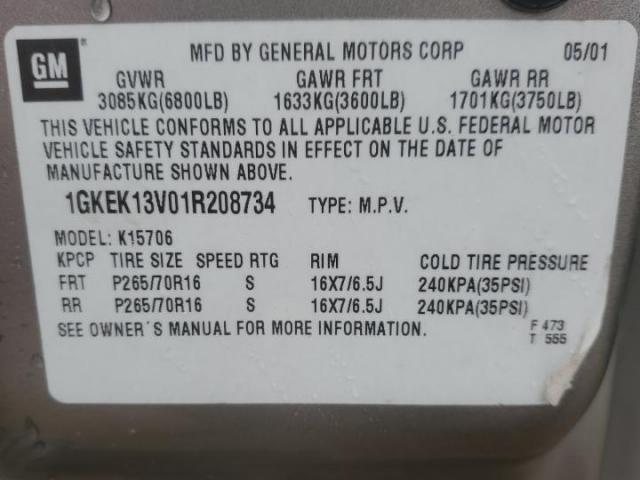 GM
MFD BY GENERAL MOTORS CORP 05/01
GVWR GAWR FRT GAWR RR
3085KG(6800LB) 1633KG(3600LB) 1701KG(3750LB)
THIS VEHICLE CONFORMS TO ALL APPLICABLE U.S. FEDERAL MOTOR
VEHICLE SAFETY STANDARDS IN EFFECT ON THE DATE OF
MANUFACTURE SHOWN ABOVE.
1GKEK13V01R208734 TYPE: M.P.V.
MODEL: K15706
KPCP TIRE SIZE SPEED RTG RIM COLD TIRE PRESSURE
FRT P265/70R16 S 16X7/6.5J 240KPA(35PSI)
RR P265/70R16 S 16X7/6.5J 240KPA(35PSI)
SEE OWNER'S MANUAL FOR MORE INFORMATION. F 473
T 555